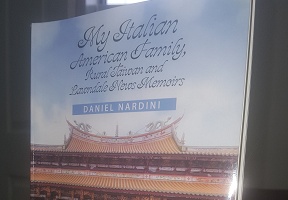 My Italian
American Family,
Rural Taiwan and
Lawndale News Memoirs
DANIEL NARDINI